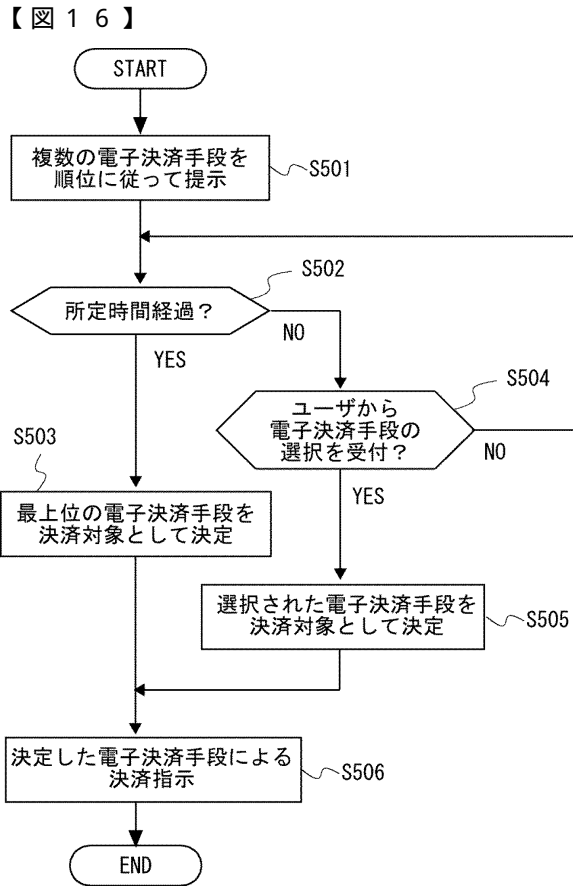 【図１６】
START
複数の電子決済手段を
順位に従って提示
S501
S502
所定時間経過？
NO
YES
S504
ユーザから
電子決済手段の
選択を受付？
NO
YES
S503
最上位の電子決済手段を
決済対象として決定
選択された電子決済手段を
決済対象として決定
S505
決定した電子決済手段による
決済指示
S506
END